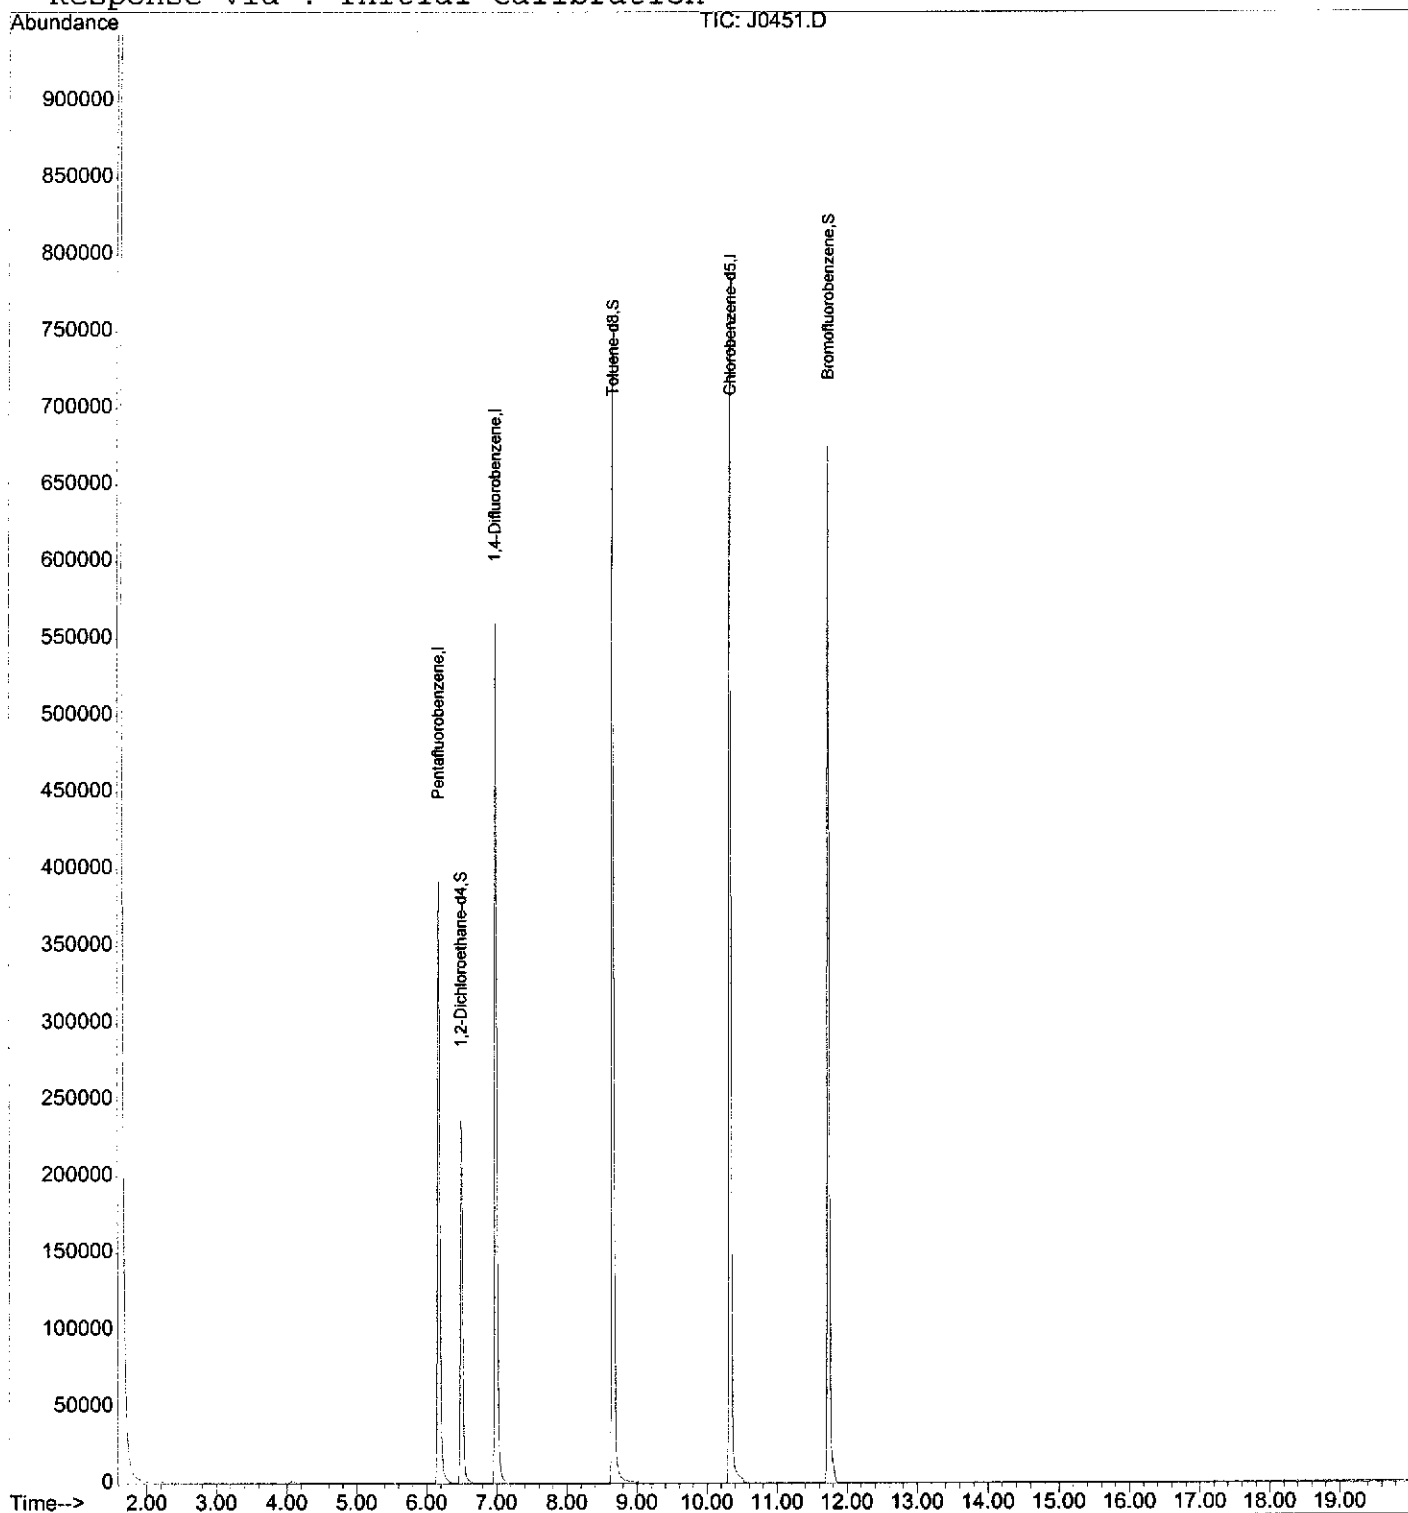 Response via : Initial Calibration
Abundance
TIC: J0451.D
900000
850000
800000
750000
700000
650000
600000
550000
500000
450000
400000
350000
300000
250000
200000
150000
100000
50000
0
Pentafluorobenzene,I
1,2-Dichloroethane-d4,S
1,4-Difluorobenzene,I
Toluene-d8,S
Chlorobenzene-d5,I
Bromofluorobenzene,S
Time--> 2.00 3.00 4.00 5.00 6.00 7.00 8.00 9.00 10.00 11.00 12.00 13.00 14.00 15.00 16.00 17.00 18.00 19.00